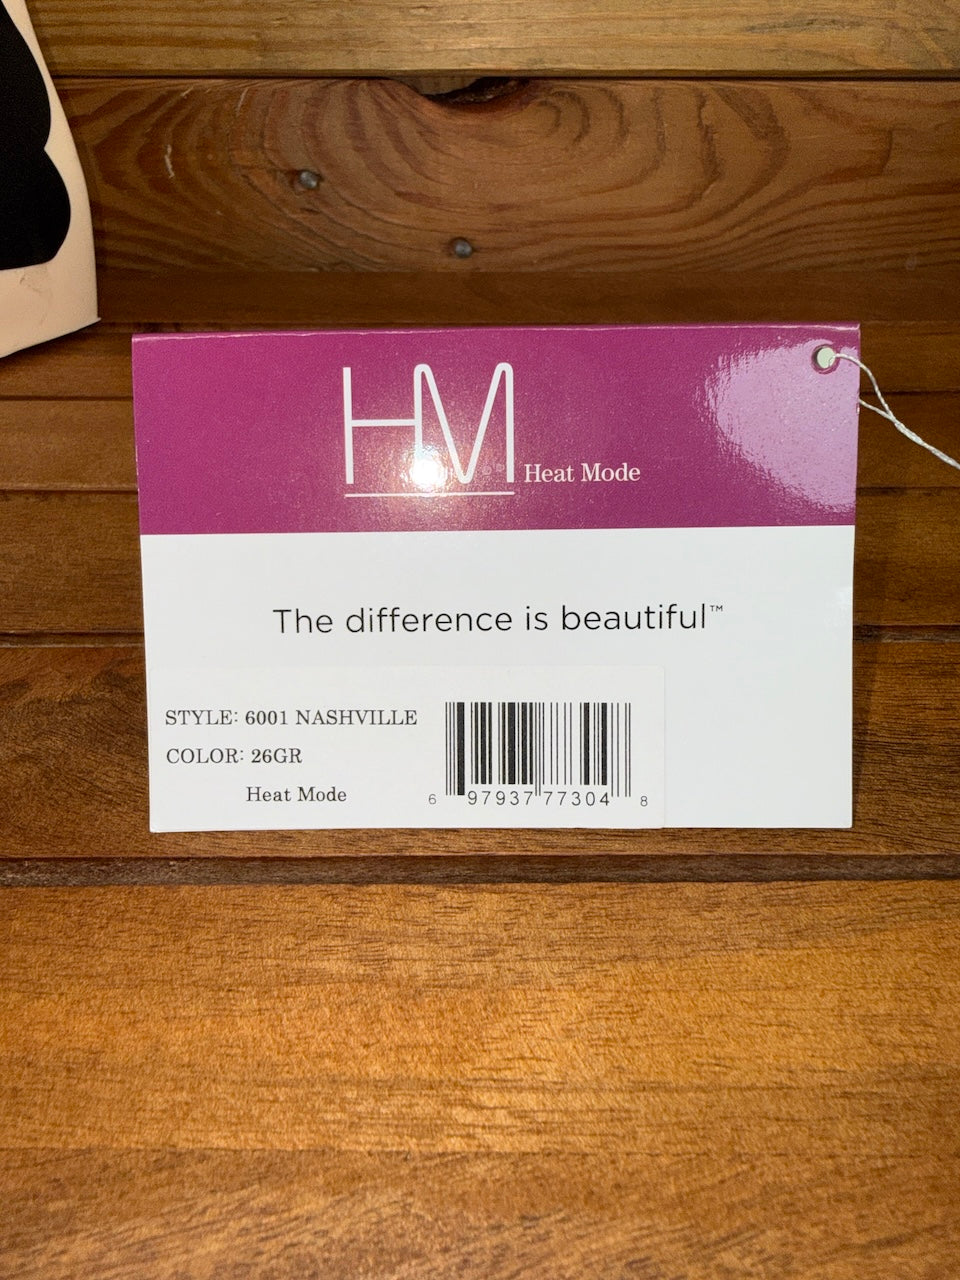 HM Heat Mode
The difference is beautiful™
STYLE: 6001 NASHVILLE
COLOR: 26GR
Heat Mode
6 97937 77304 8